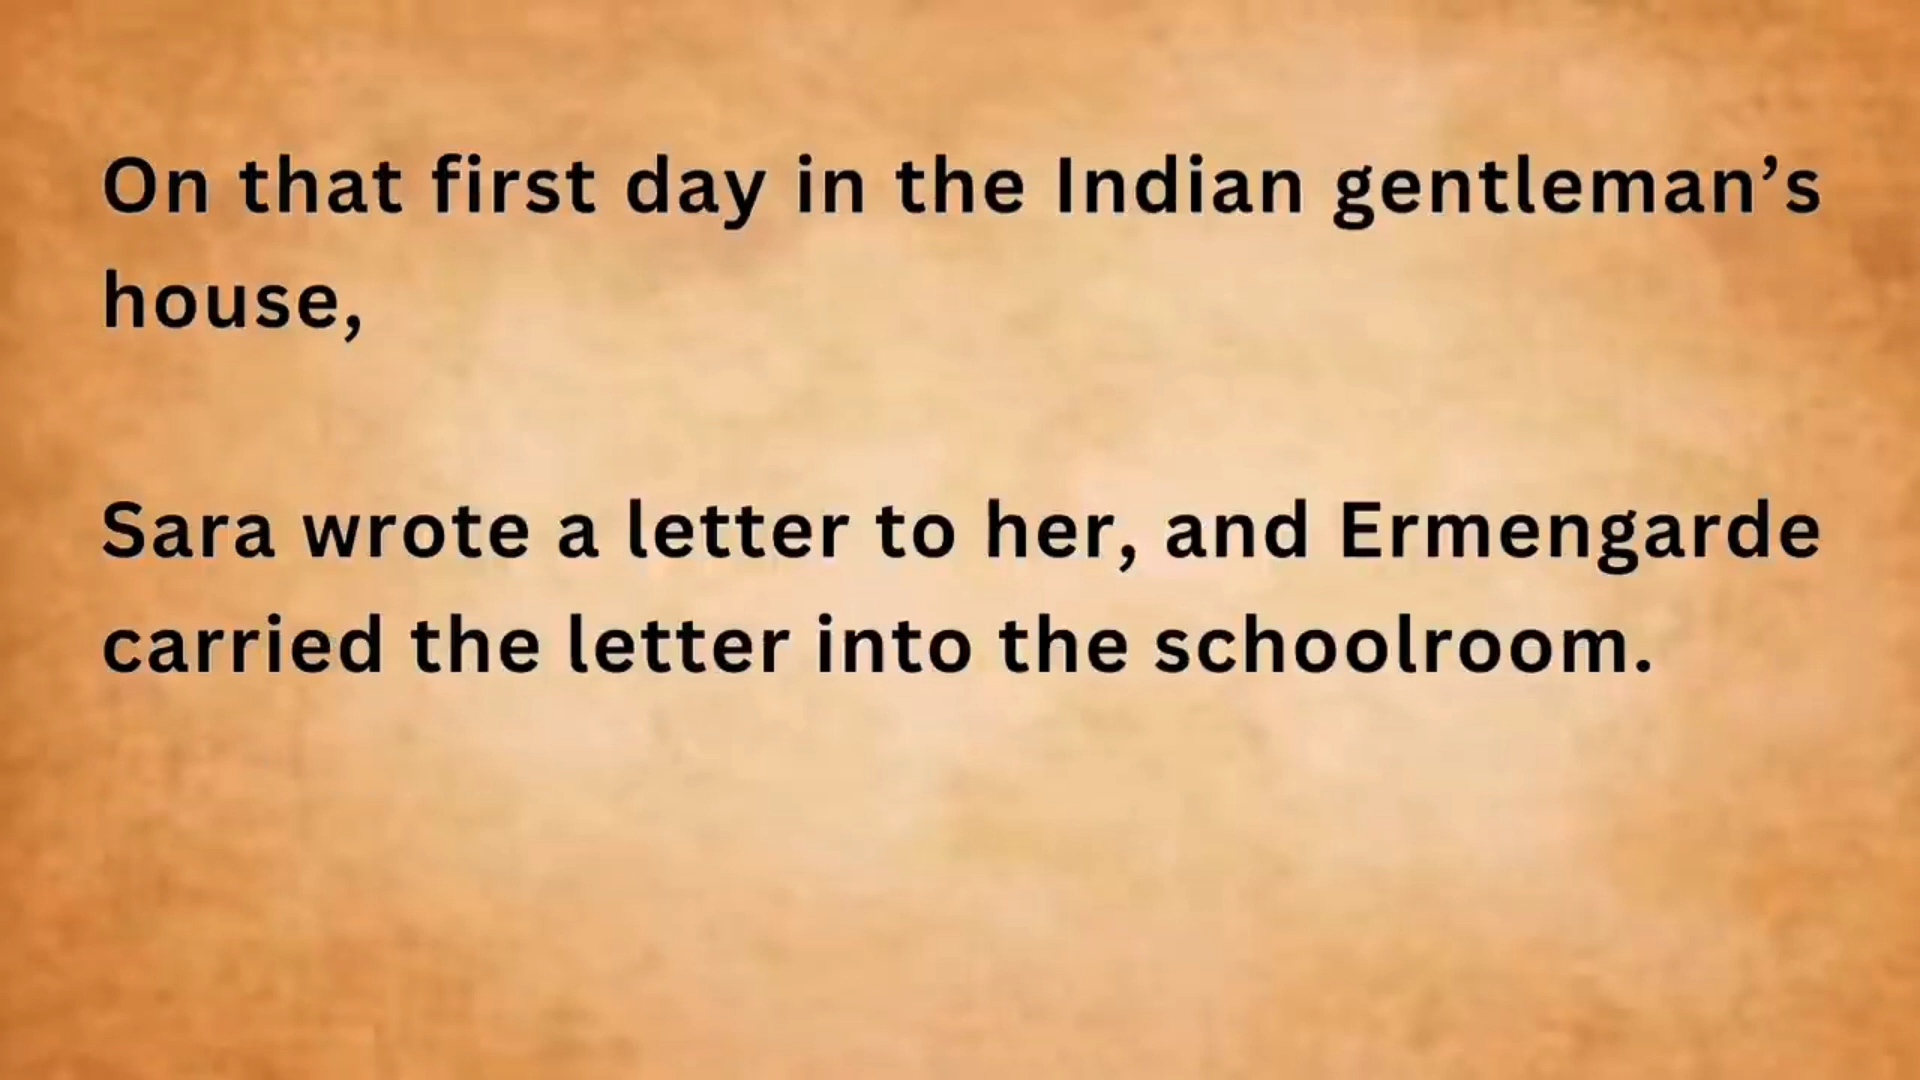 On that first day in the Indian gentleman’s
house,
Sara wrote a letter to her, and Ermengarde
carried the letter into the schoolroom.